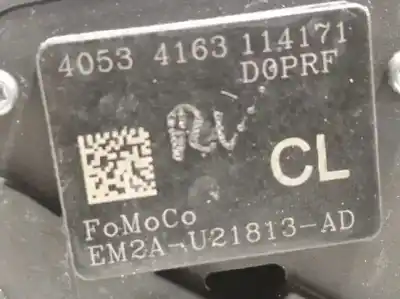 4053 4163 114171
D0PRF
CL
FoMoCo
EM2A-U21813-AD